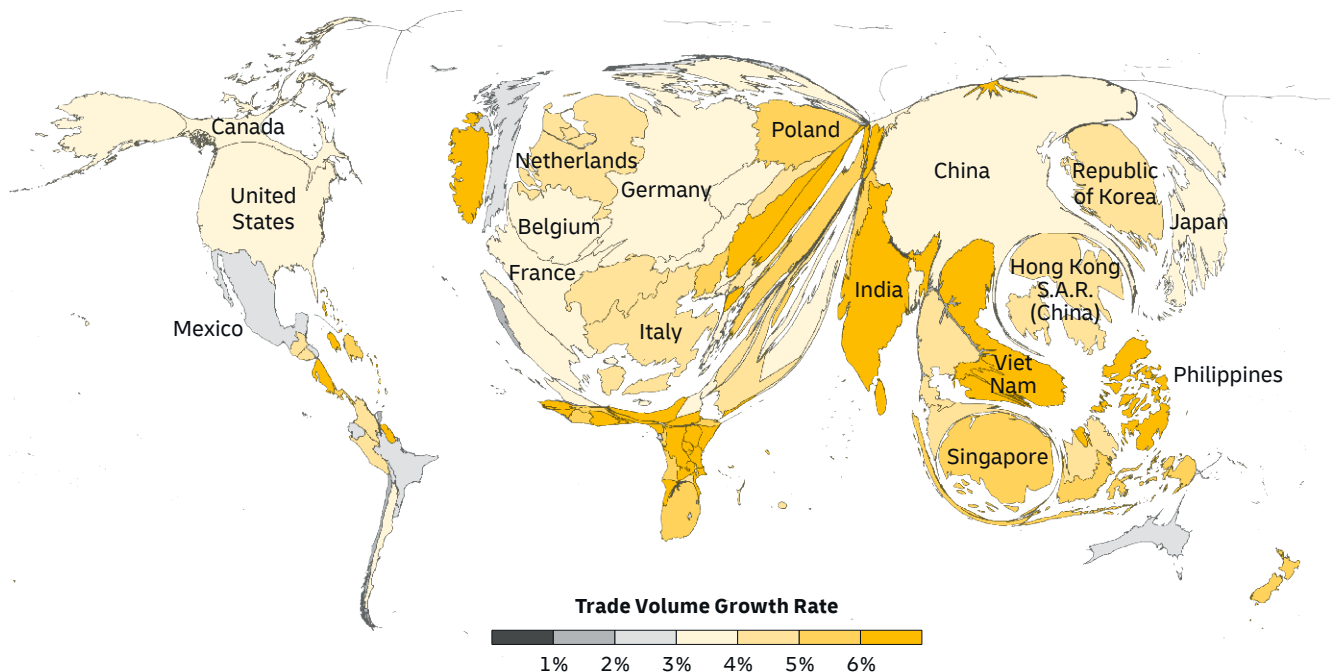 Canada
United
States
Mexico
Netherlands
Germany
Belgium
France
Italy
Poland
China
Republic
of Korea
Japan
India
Hong Kong
S.A.R.
(China)
Viet
Nam
Philippines
Singapore
Trade Volume Growth Rate
1% 2% 3% 4% 5% 6%